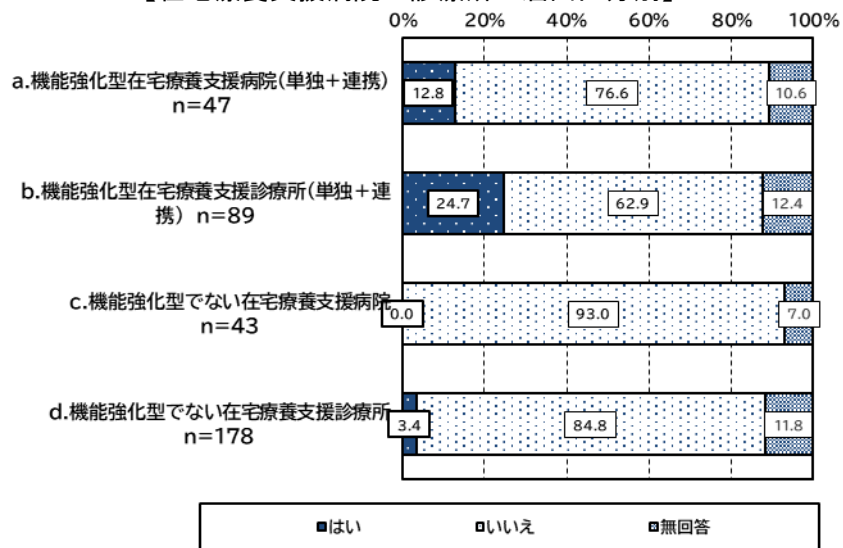 0% 20% 40% 60% 80% 100%
a.機能強化型在宅療養支援病院(単独+連携)
n=47
12.8 76.6 10.6
b.機能強化型在宅療養支援診療所(単独+連
携) n=89
24.7 62.9 12.4
c.機能強化型でない在宅療養支援病院
n=43
0.0 93.0 7.0
d.機能強化型でない在宅療養支援診療所
n=178
3.4 84.8 11.8
はい いいえ 無回答